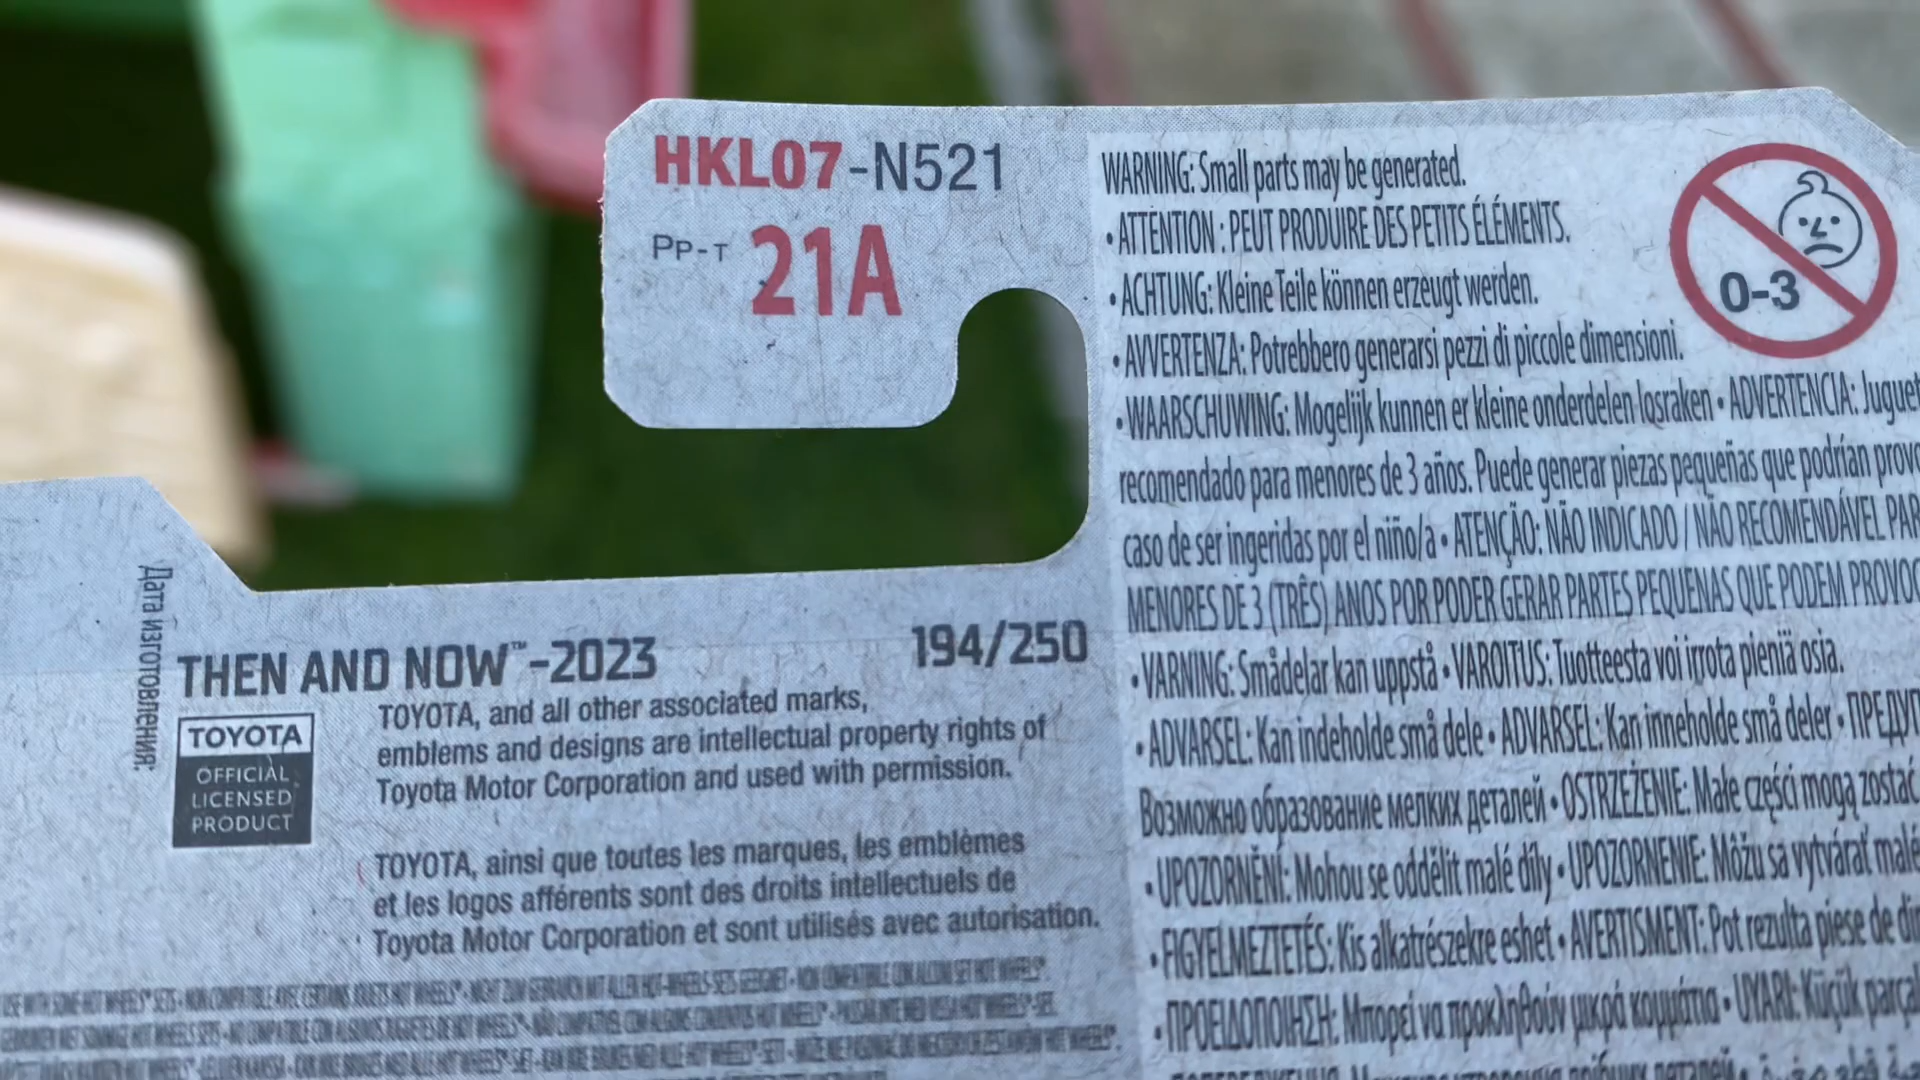 HKL07-N521
PP-T 21A
WARNING: Small parts may be generated.
• ATTENTION : PEUT PRODUIRE DES PETITS ÉLÉMENTS.
• ACHTUNG: Kleine Teile können erzeugt werden.
• AVVERTENZA: Potrebbero generarsi pezzi di piccole dimensioni.
• WAARSCHUWING: Mogelijk kunnen er kleine onderdelen losraken • ADVERTENCIA: Juguet
recomendado para menores de 3 años. Puede generar piezas pequeñas que podrían provo
caso de ser ingeridas por el niño/a • ATENÇÃO: NÃO INDICADO / NÃO RECOMENDÁVEL PAR
MENORES DE 3 (TRÊS) ANOS POR PODER GERAR PARTES PEQUENAS QUE PODEM PROVOC
• VARNING: Smådelar kan uppstå • VAROITUS: Tuotteesta voi irrota pieniä osia.
• ADVARSEL: Kan indeholde små dele • ADVARSEL: Kan inneholde små deler • ПРЕДУП
Возможно образование мелких деталей • OSTRZEŻENIE: Małe części mogą zostać
• UPOZORNĚNÍ: Mohou se oddělit malé díly • UPOZORNENIE: Môžu sa vytvárať malé
• FIGYELMEZTETÉS: Kis alkatrészekre eshet • AVERTISMENT: Pot rezulta piese de di
• ΠΡΟΕΙΔΟΠΟΙΗΣΗ: Μπορεί να προκληθούν μικρά κομμάτια • UYARI: Küçük parçal
0-3
Дата изготовления:
THEN AND NOW™-2023
194/250
TOYOTA
OFFICIAL
LICENSED
PRODUCT
TOYOTA, and all other associated marks,
emblems and designs are intellectual property rights of
Toyota Motor Corporation and used with permission.
TOYOTA, ainsi que toutes les marques, les emblèmes
et les logos afférents sont des droits intellectuels de
Toyota Motor Corporation et sont utilisés avec autorisation.